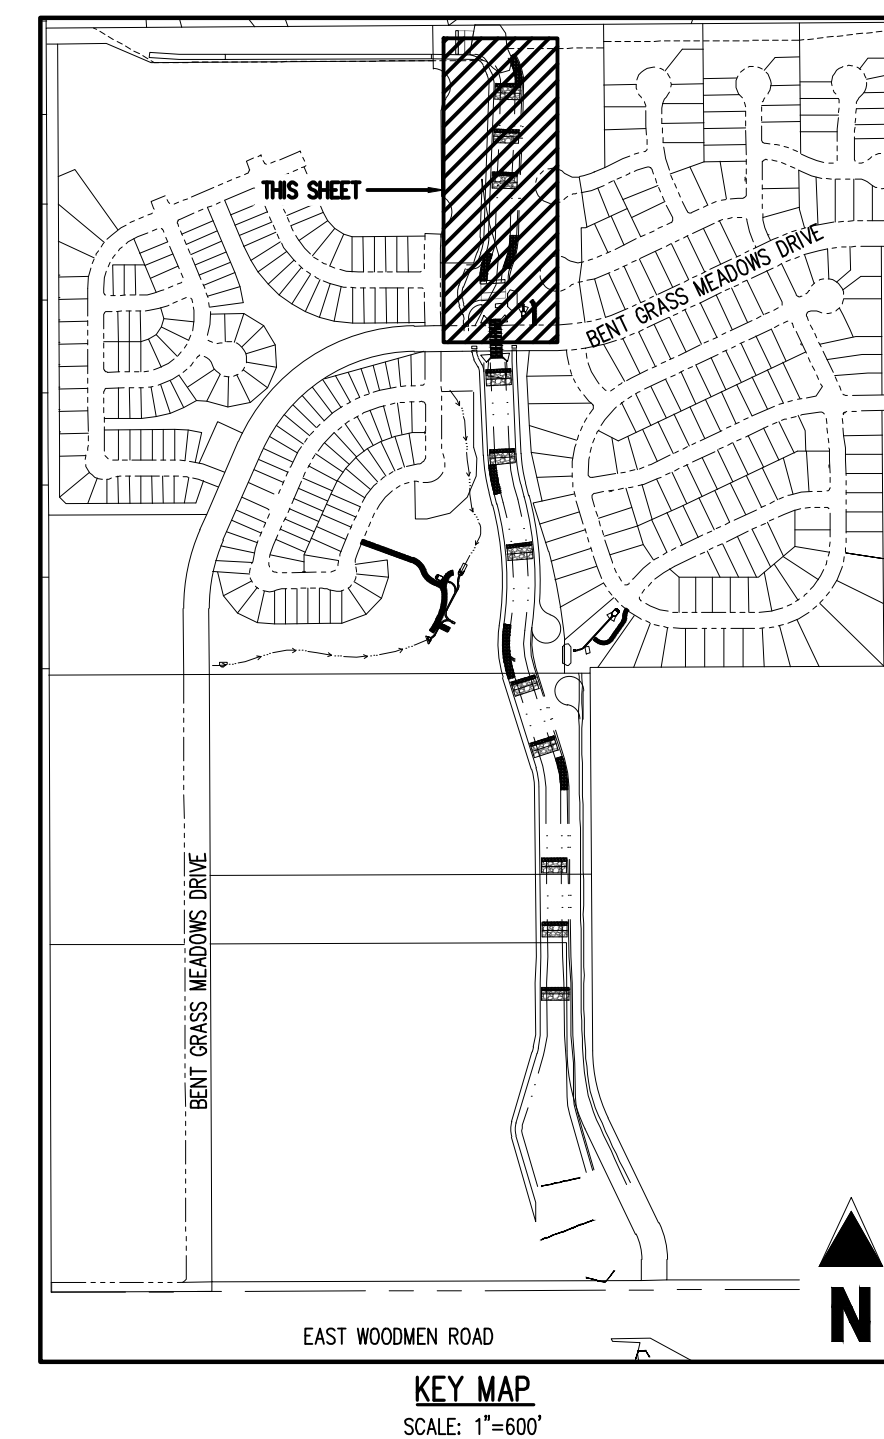 THIS SHEET
BENT GRASS MEADOWS DRIVE
BENT GRASS MEADOWS DRIVE
N
EAST WOODMEN ROAD
KEY MAP
SCALE: 1"=600'